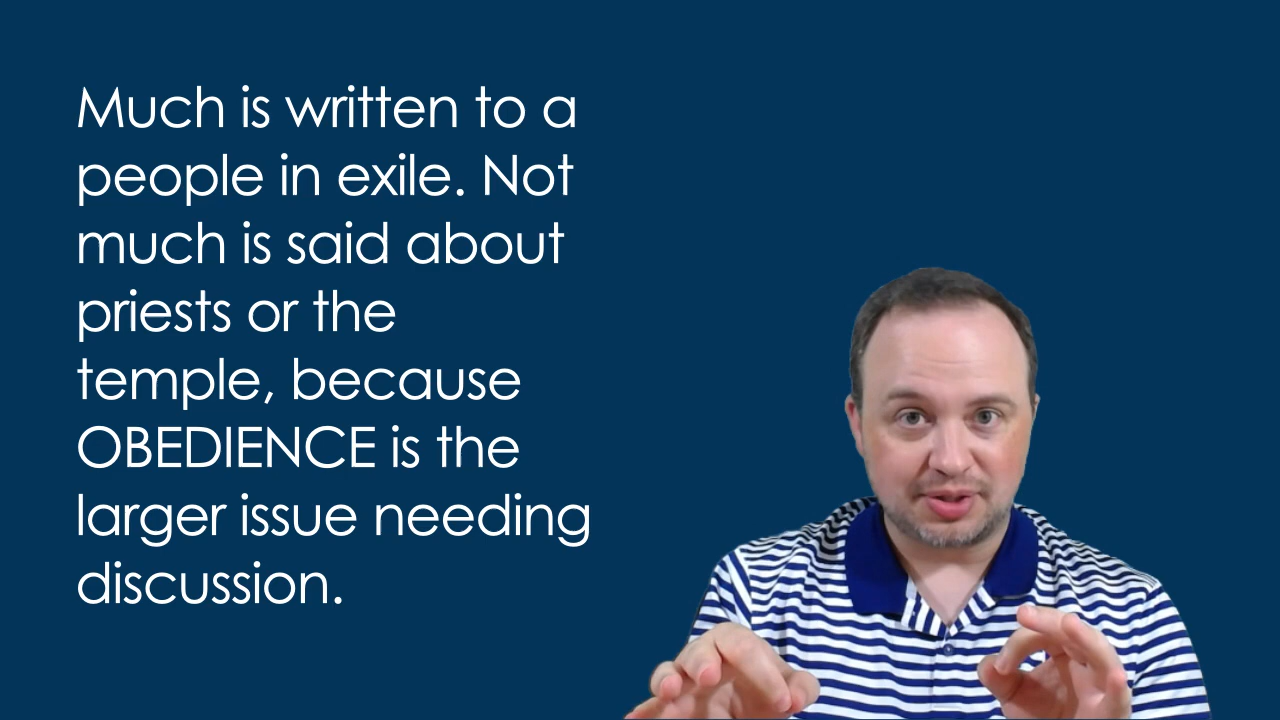 Much is written to a
people in exile. Not
much is said about
priests or the
temple, because
OBEDIENCE is the
larger issue needing
discussion.